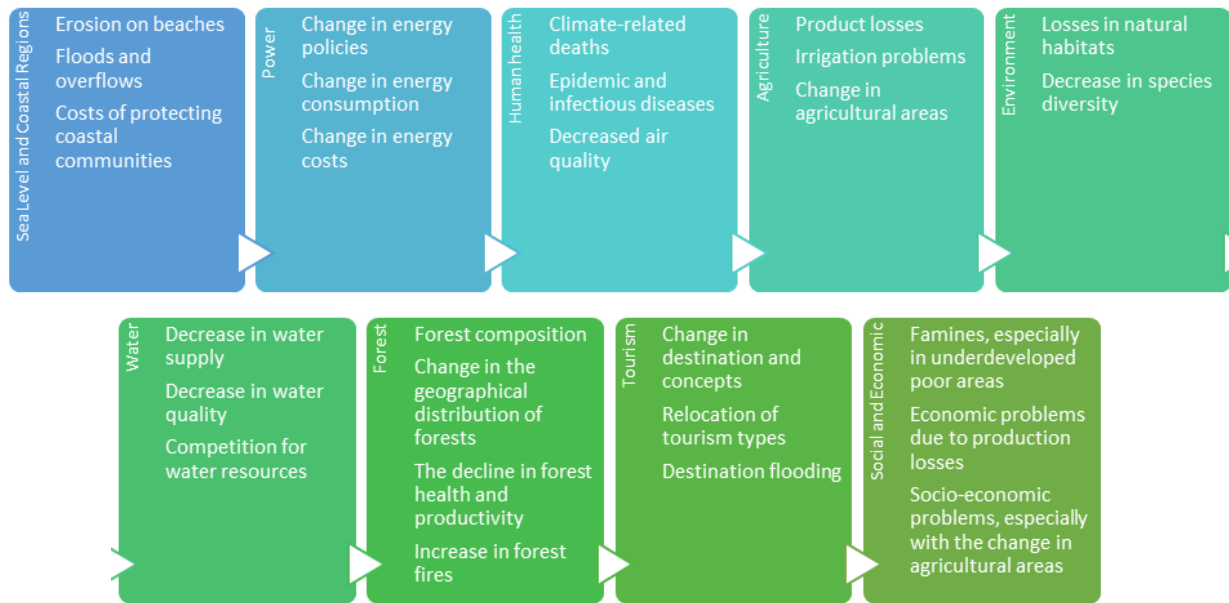 Sea Level and Coastal Regions
Erosion on beaches
Floods and
overflows
Costs of protecting
coastal
communities
Power
Change in energy
policies
Change in energy
consumption
Change in energy
costs
Human health
Climate-related
deaths
Epidemic and
infectious diseases
Decreased air
quality
Agriculture
Product losses
Irrigation problems
Change in
agricultural areas
Environment
Losses in natural
habitats
Decrease in species
diversity
Water
Decrease in water
supply
Decrease in water
quality
Competition for
water resources
Forest
Forest composition
Change in the
geographical
distribution of
forests
The decline in forest
health and
productivity
Increase in forest
fires
Tourism
Change in
destination and
concepts
Relocation of
tourism types
Destination flooding
Social and Economic
Famines, especially
in underdeveloped
poor areas
Economic problems
due to production
losses
Socio-economic
problems, especially
with the change in
agricultural areas